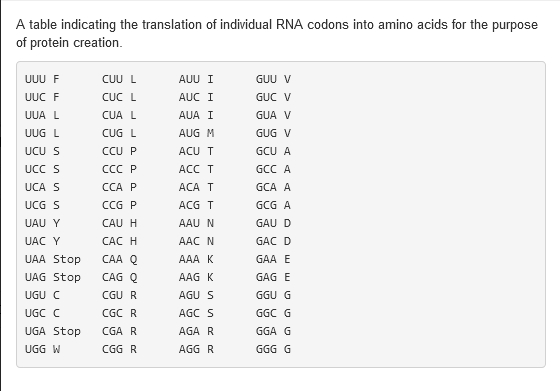 A table indicating the translation of individual RNA codons into amino acids for the purpose
of protein creation.
UUU F CUU L AUU I GUU V
UUC F CUC L AUC I GUC V
UUA L CUA L AUA I GUA V
UUG L CUG L AUG M GUG V
UCU S CCU P ACU T GCU A
UCC S CCC P ACC T GCC A
UCA S CCA P ACA T GCA A
UCG S CCG P ACG T GCG A
UAU Y CAU H AAU N GAU D
UAC Y CAC H AAC N GAC D
UAA Stop CAA Q AAA K GAA E
UAG Stop CAG Q AAG K GAG E
UGU C CGU R AGU S GGU G
UGC C CGC R AGC S GGC G
UGA Stop CGA R AGA R GGA G
UGG W CGG R AGG R GGG G